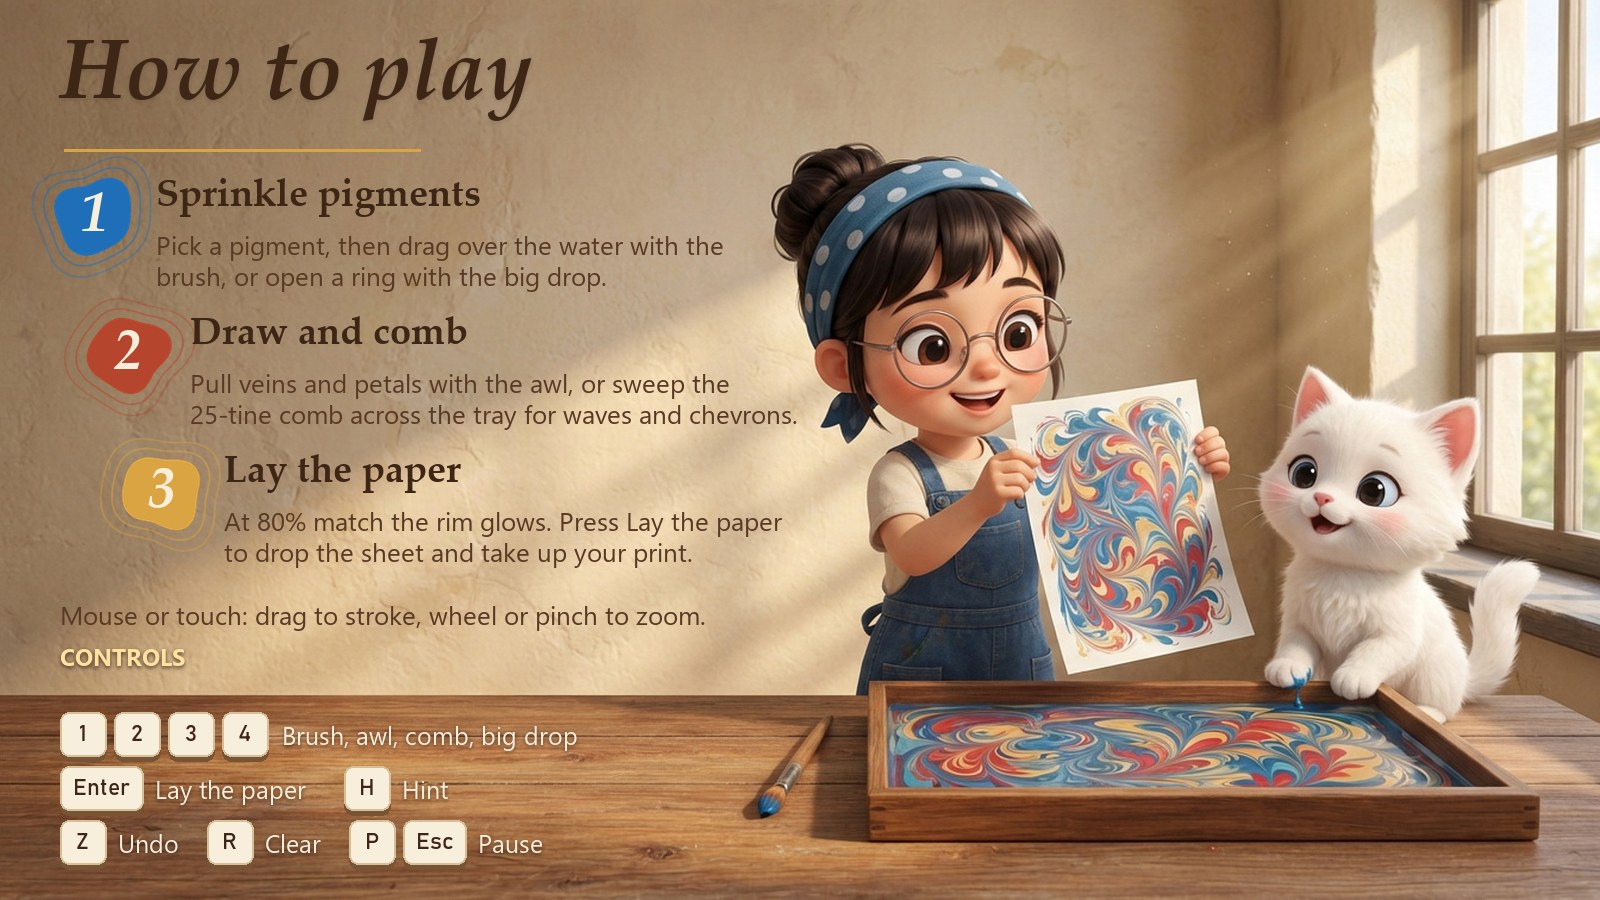 How to play
1 Sprinkle pigments
Pick a pigment, then drag over the water with the
brush, or open a ring with the big drop.
2 Draw and comb
Pull veins and petals with the awl, or sweep the
25-tine comb across the tray for waves and chevrons.
3 Lay the paper
At 80% match the rim glows. Press Lay the paper
to drop the sheet and take up your print.
Mouse or touch: drag to stroke, wheel or pinch to zoom.
CONTROLS
1 2 3 4 Brush, awl, comb, big drop
Enter Lay the paper H Hint
Z Undo R Clear P Esc Pause